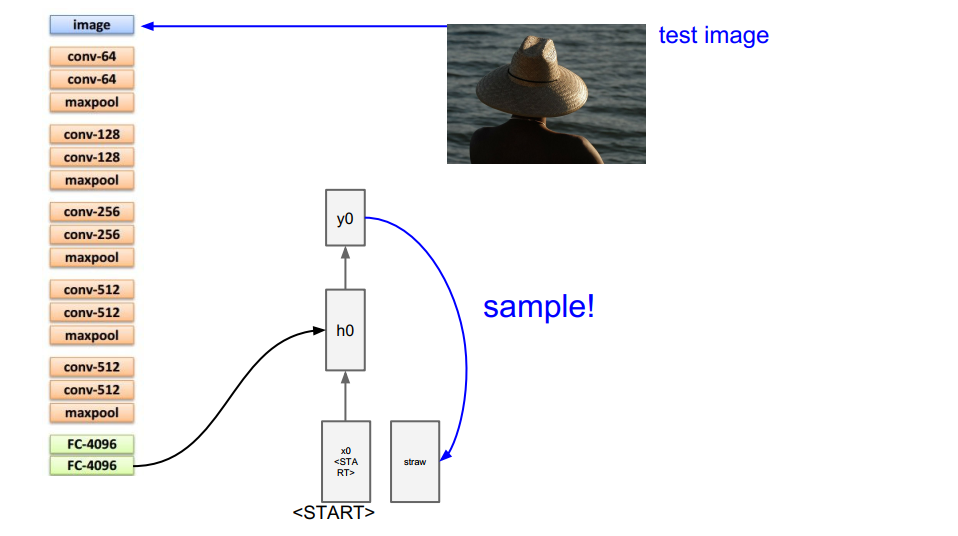 image
test image
conv-64
conv-64
maxpool
conv-128
conv-128
maxpool
conv-256
conv-256
maxpool
conv-512
conv-512
maxpool
conv-512
conv-512
maxpool
FC-4096
FC-4096
y0
sample!
h0
x0
<STA
RT>
straw
<START>